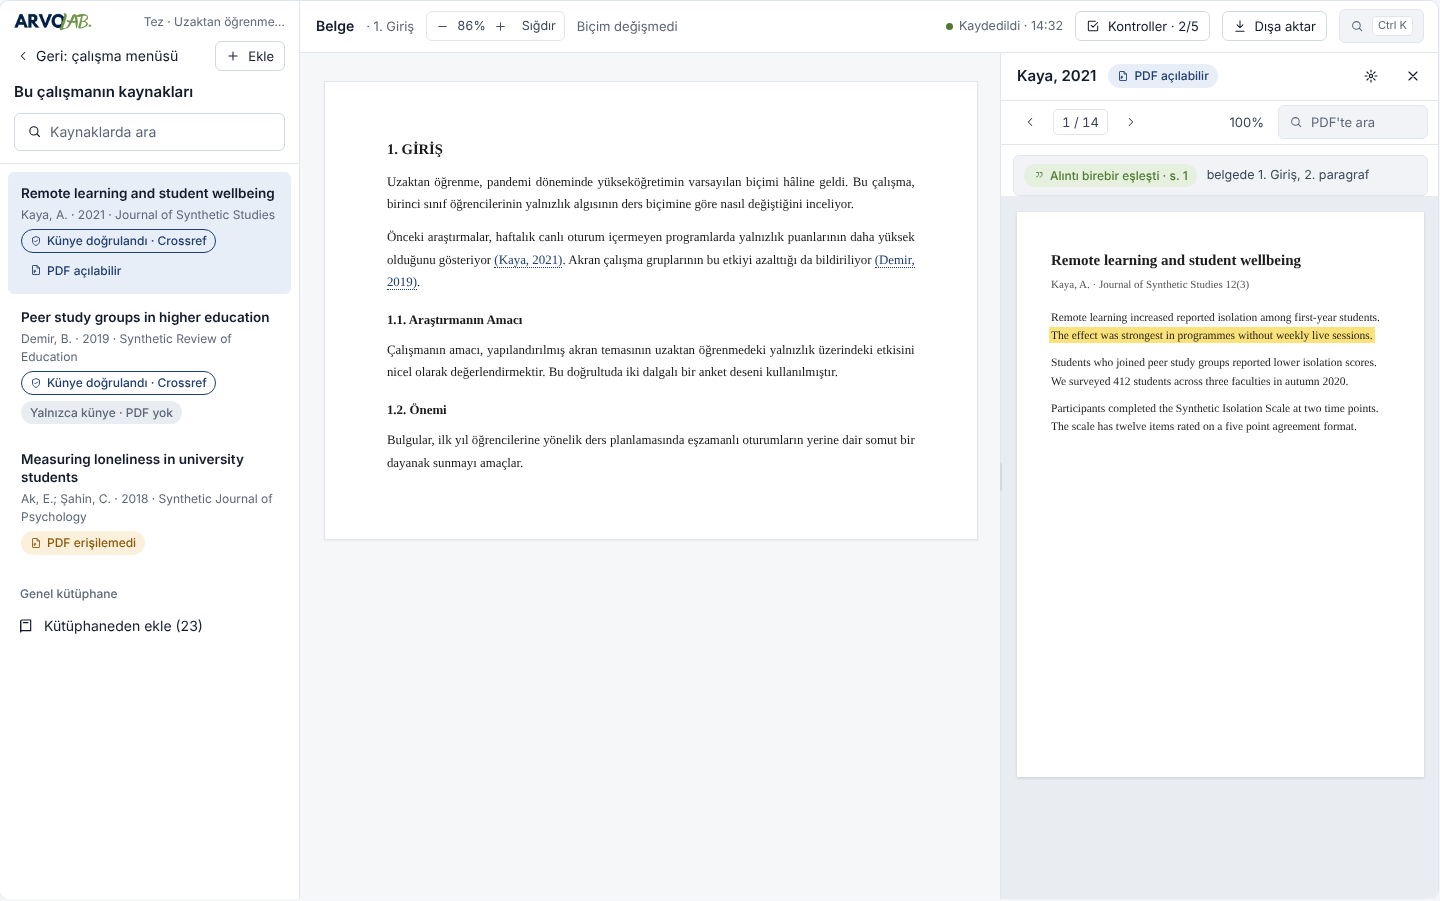 ARVOLAB.
Tez · Uzaktan öğrenme...
Geri: çalışma menüsü
Ekle
Bu çalışmanın kaynakları
Kaynaklarda ara
Remote learning and student wellbeing
Kaya, A. · 2021 · Journal of Synthetic Studies
Künye doğrulandı · Crossref
PDF açılabilir
Peer study groups in higher education
Demir, B. · 2019 · Synthetic Review of
Education
Künye doğrulandı · Crossref
Yalnızca künye · PDF yok
Measuring loneliness in university
students
Ak, E.; Şahin, C. · 2018 · Synthetic Journal of
Psychology
PDF erişilemedi
Genel kütüphane
Kütüphaneden ekle (23)
Belge · 1. Giriş
− 86% + Sığdır
Biçim değişmedi
Kaydedildi · 14:32
Kontroller · 2/5
Dışa aktar
Ctrl K
1. GİRİŞ
Uzaktan öğrenme, pandemi döneminde yükseköğretimin varsayılan biçimi hâline geldi. Bu çalışma,
birinci sınıf öğrencilerinin yalnızlık algısının ders biçimine göre nasıl değiştiğini inceliyor.
Önceki araştırmalar, haftalık canlı oturum içermeyen programlarda yalnızlık puanlarının daha yüksek
olduğunu gösteriyor (Kaya, 2021). Akran çalışma gruplarının bu etkiyi azalttığı da bildiriliyor (Demir,
2019).
1.1. Araştırmanın Amacı
Çalışmanın amacı, yapılandırılmış akran temasının uzaktan öğrenmedeki yalnızlık üzerindeki etkisini
nicel olarak değerlendirmektir. Bu doğrultuda iki dalgalı bir anket deseni kullanılmıştır.
1.2. Önemi
Bulgular, ilk yıl öğrencilerine yönelik ders planlamasında eşzamanlı oturumların yerine dair somut bir
dayanak sunmayı amaçlar.
Kaya, 2021
PDF açılabilir
1 / 14
100%
PDF'te ara
Alıntı birebir eşleşti · s. 1
belgede 1. Giriş, 2. paragraf
Remote learning and student wellbeing
Kaya, A. · Journal of Synthetic Studies 12(3)
Remote learning increased reported isolation among first-year students.
The effect was strongest in programmes without weekly live sessions.
Students who joined peer study groups reported lower isolation scores.
We surveyed 412 students across three faculties in autumn 2020.
Participants completed the Synthetic Isolation Scale at two time points.
The scale has twelve items rated on a five point agreement format.